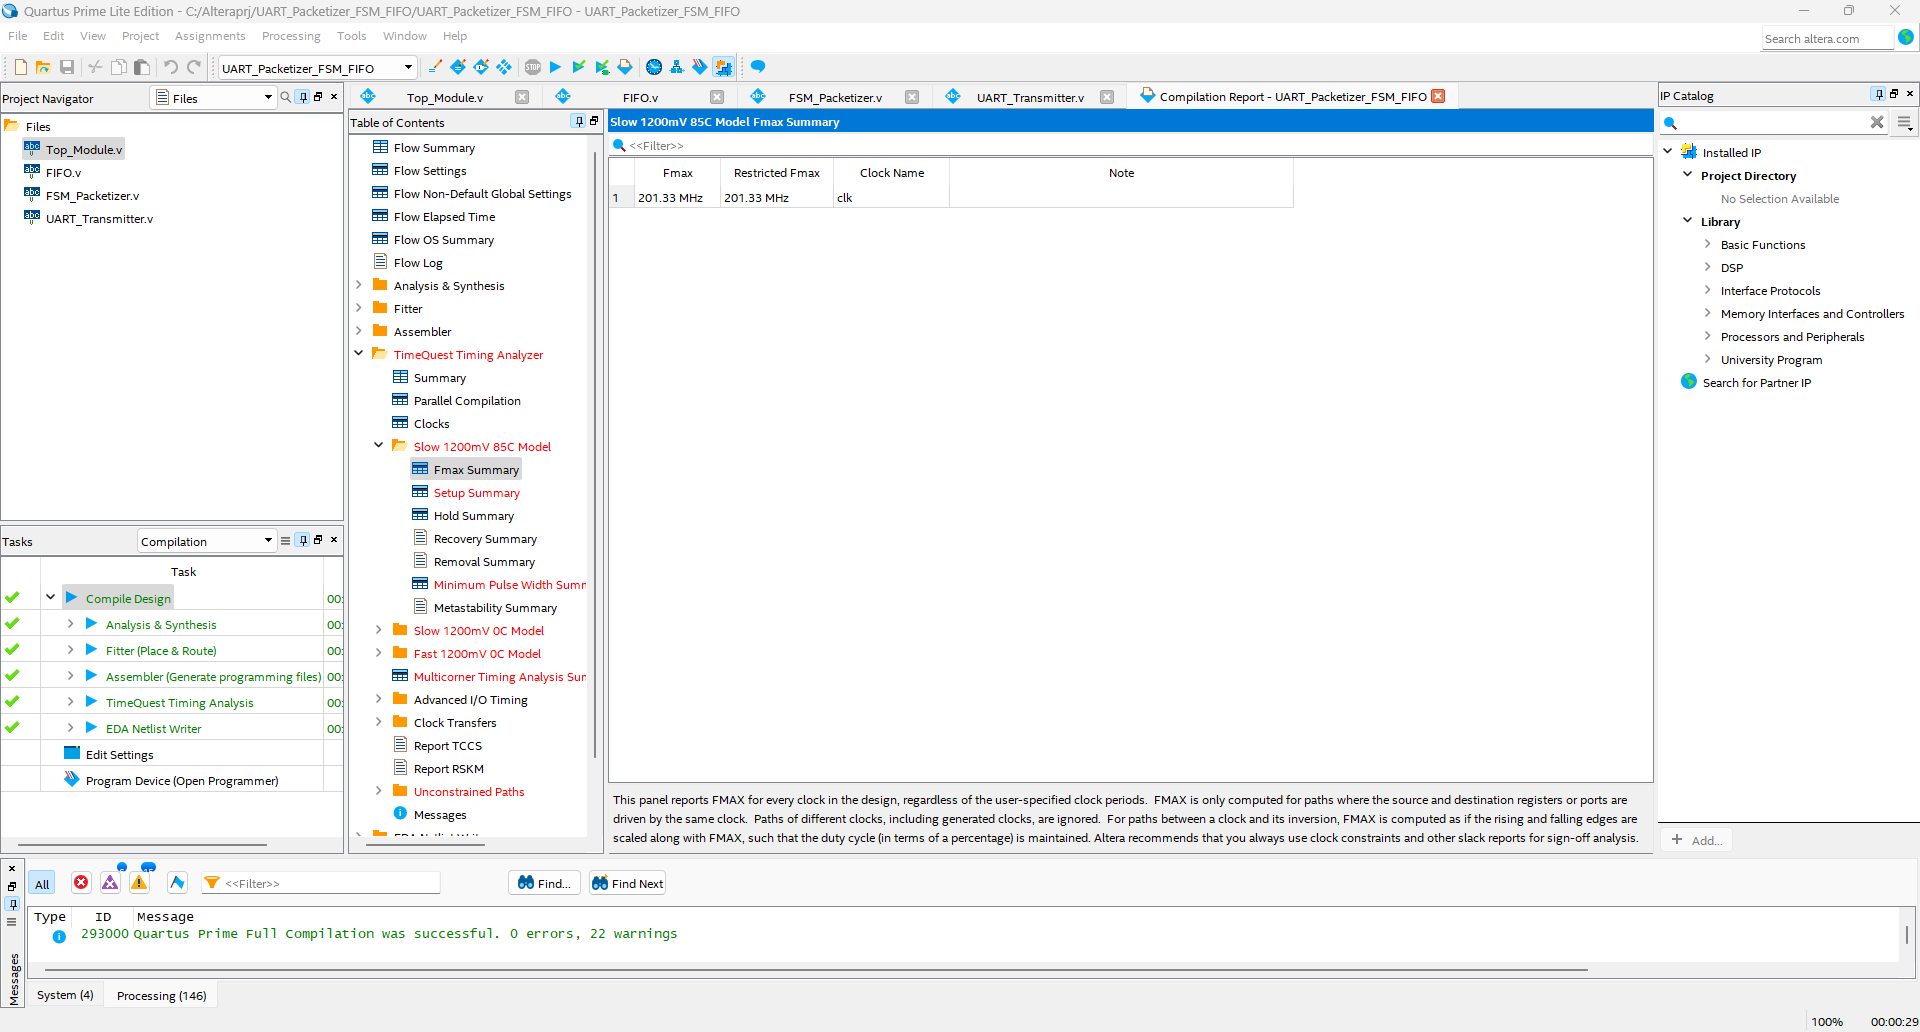 Quartus Prime Lite Edition - C:/Alteraprj/UART_Packetizer_FSM_FIFO/UART_Packetizer_FSM_FIFO - UART_Packetizer_FSM_FIFO
File Edit View Project Assignments Processing Tools Window Help
Search altera.com
UART_Packetizer_FSM_FIFO
STOP
Project Navigator
Files
Files
Top_Module.v
FIFO.v
FSM_Packetizer.v
UART_Transmitter.v
Tasks
Compilation
Task
Compile Design 00:
Analysis & Synthesis 00:
Fitter (Place & Route) 00:
Assembler (Generate programming files) 00:
TimeQuest Timing Analysis 00:
EDA Netlist Writer 00:
Edit Settings
Program Device (Open Programmer)
Top_Module.v
FIFO.v
FSM_Packetizer.v
UART_Transmitter.v
Compilation Report - UART_Packetizer_FSM_FIFO
Table of Contents
Flow Summary
Flow Settings
Flow Non-Default Global Settings
Flow Elapsed Time
Flow OS Summary
Flow Log
Analysis & Synthesis
Fitter
Assembler
TimeQuest Timing Analyzer
Summary
Parallel Compilation
Clocks
Slow 1200mV 85C Model
Fmax Summary
Setup Summary
Hold Summary
Recovery Summary
Removal Summary
Minimum Pulse Width Summ
Metastability Summary
Slow 1200mV 0C Model
Fast 1200mV 0C Model
Multicorner Timing Analysis Sum
Advanced I/O Timing
Clock Transfers
Report TCCS
Report RSKM
Unconstrained Paths
Messages
Slow 1200mV 85C Model Fmax Summary
<<Filter>>
Fmax Restricted Fmax Clock Name Note
1 201.33 MHz 201.33 MHz clk
This panel reports FMAX for every clock in the design, regardless of the user-specified clock periods. FMAX is only computed for paths where the source and destination registers or ports are
driven by the same clock. Paths of different clocks, including generated clocks, are ignored. For paths between a clock and its inversion, FMAX is computed as if the rising and falling edges are
scaled along with FMAX, such that the duty cycle (in terms of a percentage) is maintained. Altera recommends that you always use clock constraints and other slack reports for sign-off analysis.
IP Catalog
Installed IP
Project Directory
No Selection Available
Library
Basic Functions
DSP
Interface Protocols
Memory Interfaces and Controllers
Processors and Peripherals
University Program
Search for Partner IP
+ Add...
All
<<Filter>>
Find...
Find Next
Type ID Message
293000 Quartus Prime Full Compilation was successful. 0 errors, 22 warnings
Messages
System (4)
Processing (146)
100% 00:00:29